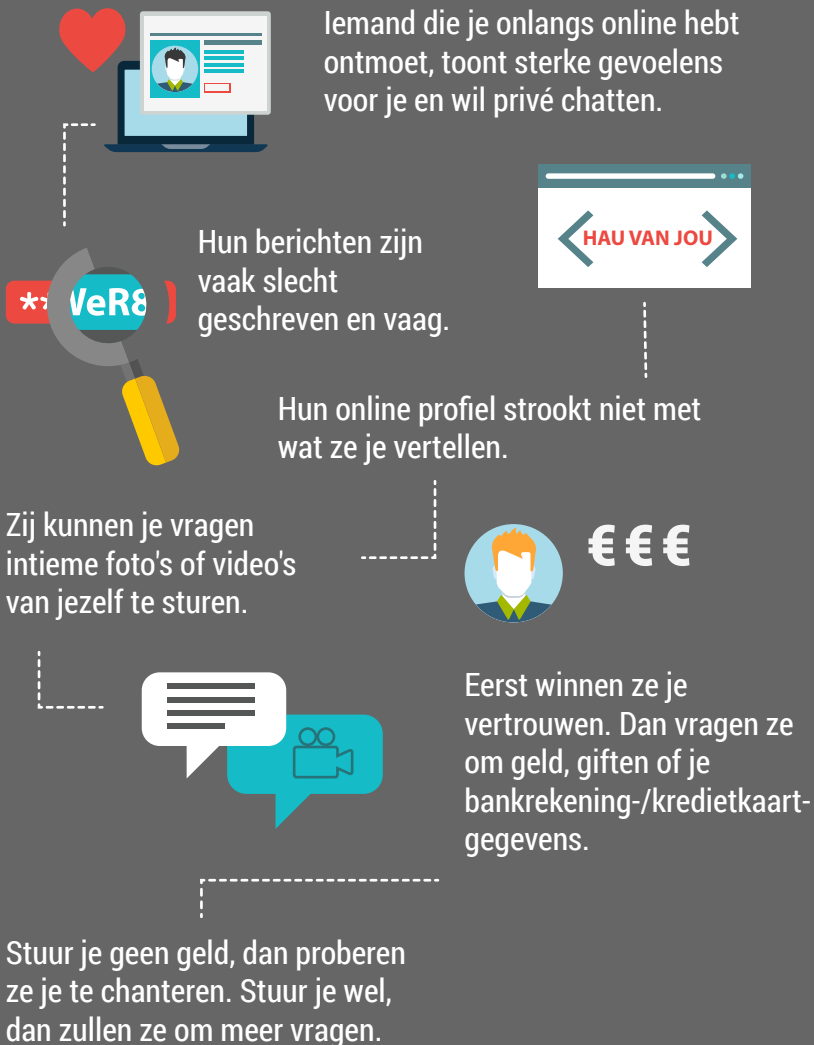 Iemand die je onlangs online hebt
ontmoet, toont sterke gevoelens
voor je en wil privé chatten.
HAU VAN JOU
Hun berichten zijn
vaak slecht
geschreven en vaag.
** VeR8
Hun online profiel strookt niet met
wat ze je vertellen.
Zij kunnen je vragen
intieme foto's of video's
van jezelf te sturen.
€ € €
Eerst winnen ze je
vertrouwen. Dan vragen ze
om geld, giften of je
bankrekening-/kredietkaart-
gegevens.
Stuur je geen geld, dan proberen
ze je te chanteren. Stuur je wel,
dan zullen ze om meer vragen.